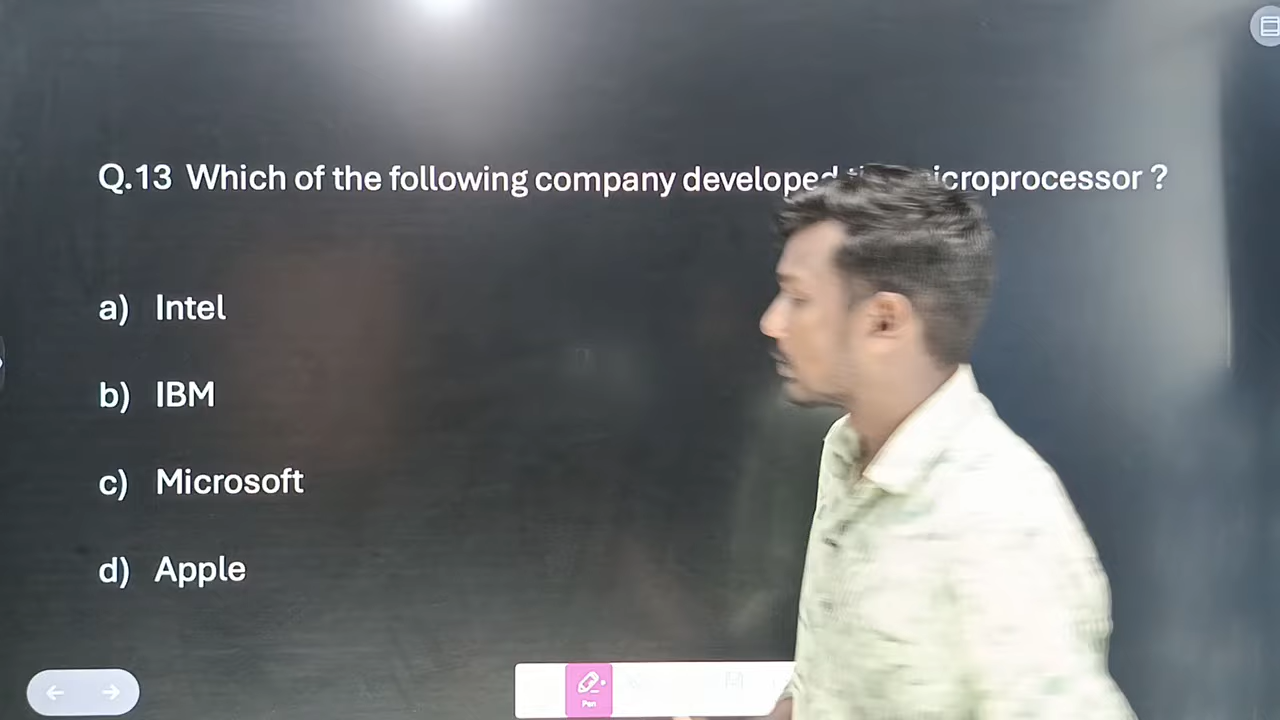 Q.13 Which of the following company developed icroprocessor ?
a) Intel
b) IBM
c) Microsoft
d) Apple
Pen